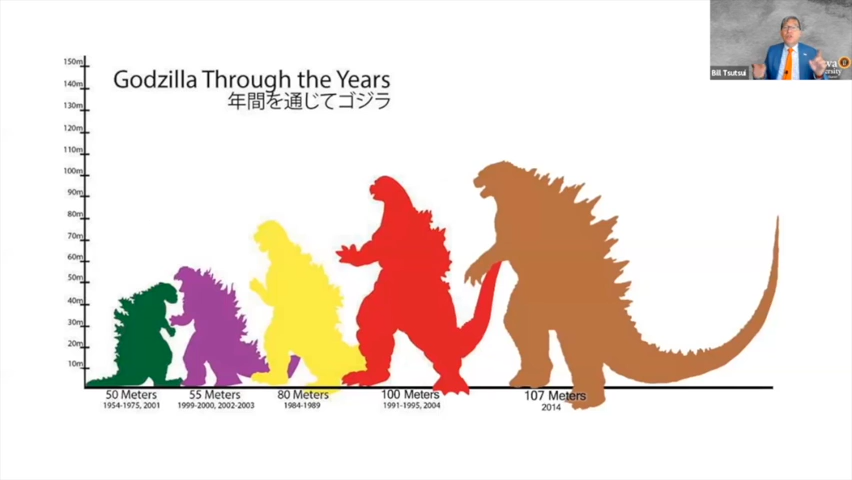 Godzilla Through the Years
年間を通じてゴジラ
150m
140m
130m
120m
110m
100m
90m
80m
70m
60m
50m
40m
30m
20m
10m
50 Meters
1954-1975, 2001
55 Meters
1999-2000, 2002-2003
80 Meters
1984-1989
100 Meters
1991-1995, 2004
107 Meters
2014
Bill Tsutsui
wa
ersity